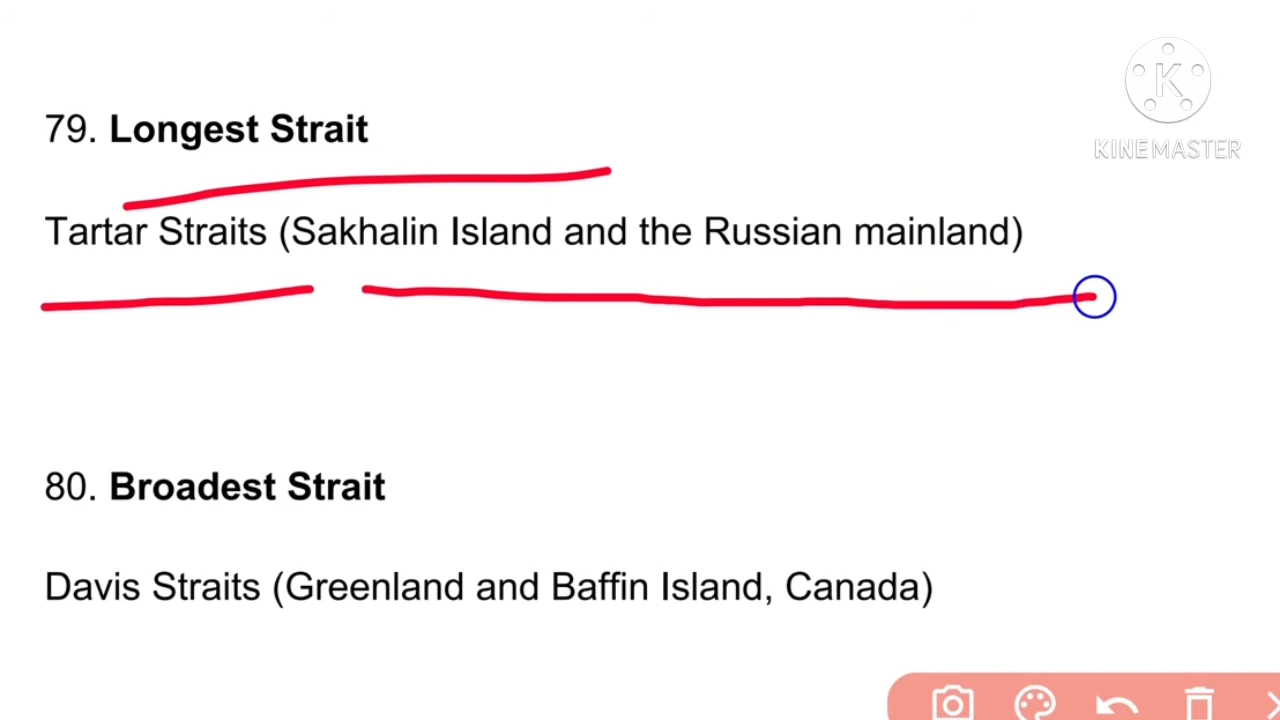 79. Longest Strait
KINEMASTER
Tartar Straits (Sakhalin Island and the Russian mainland)
80. Broadest Strait
Davis Straits (Greenland and Baffin Island, Canada)